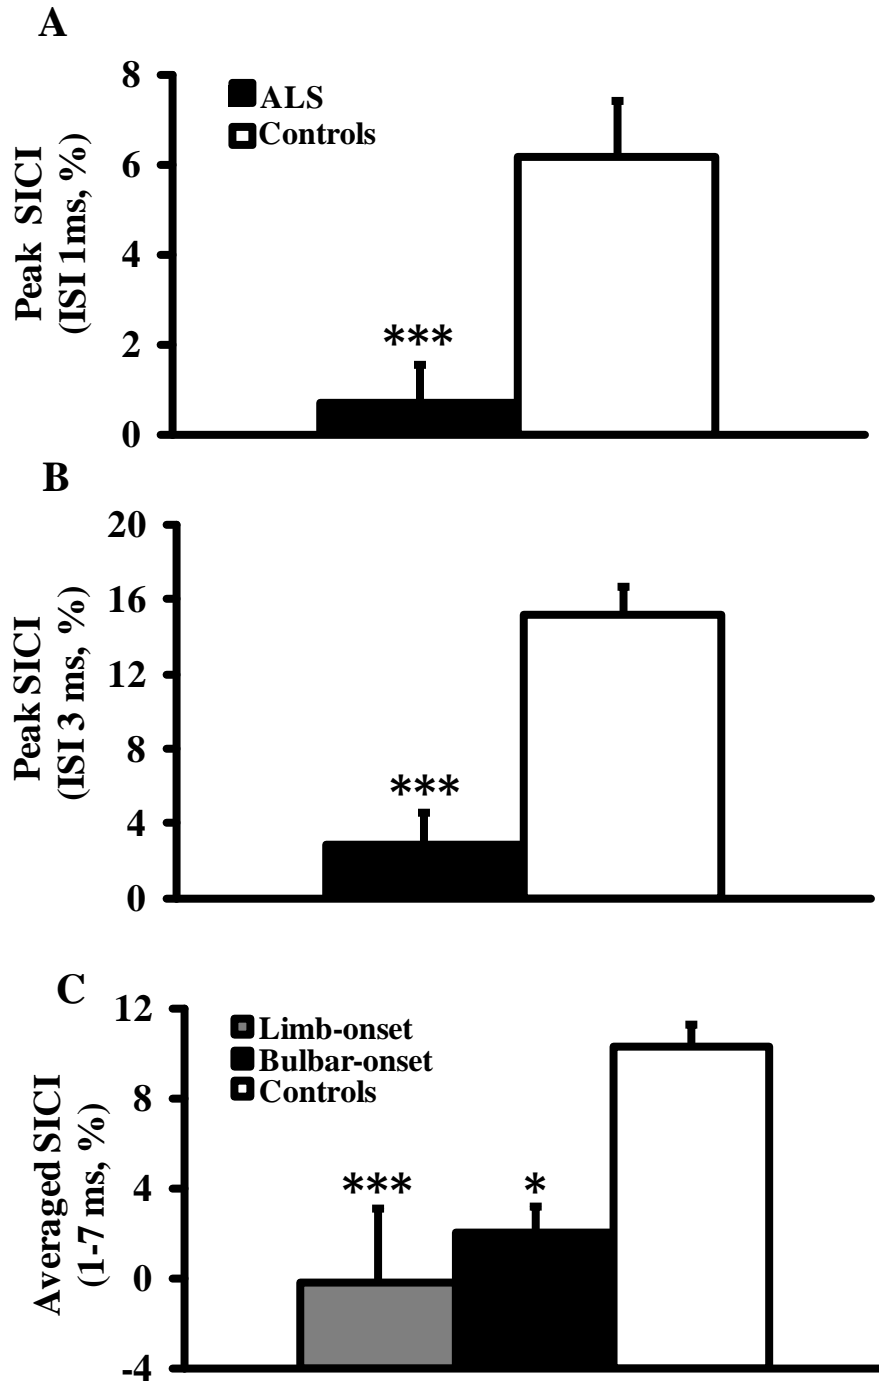 A
8
6
4
2
0
Peak SICI
(ISI 1ms, %)
ALS
Controls
***
B
20
16
12
8
4
0
Peak SICI
(ISI 3 ms, %)
***
C
12
8
4
0
-4
Averaged SICI
(1-7 ms, %)
Limb-onset
Bulbar-onset
Controls
***
*